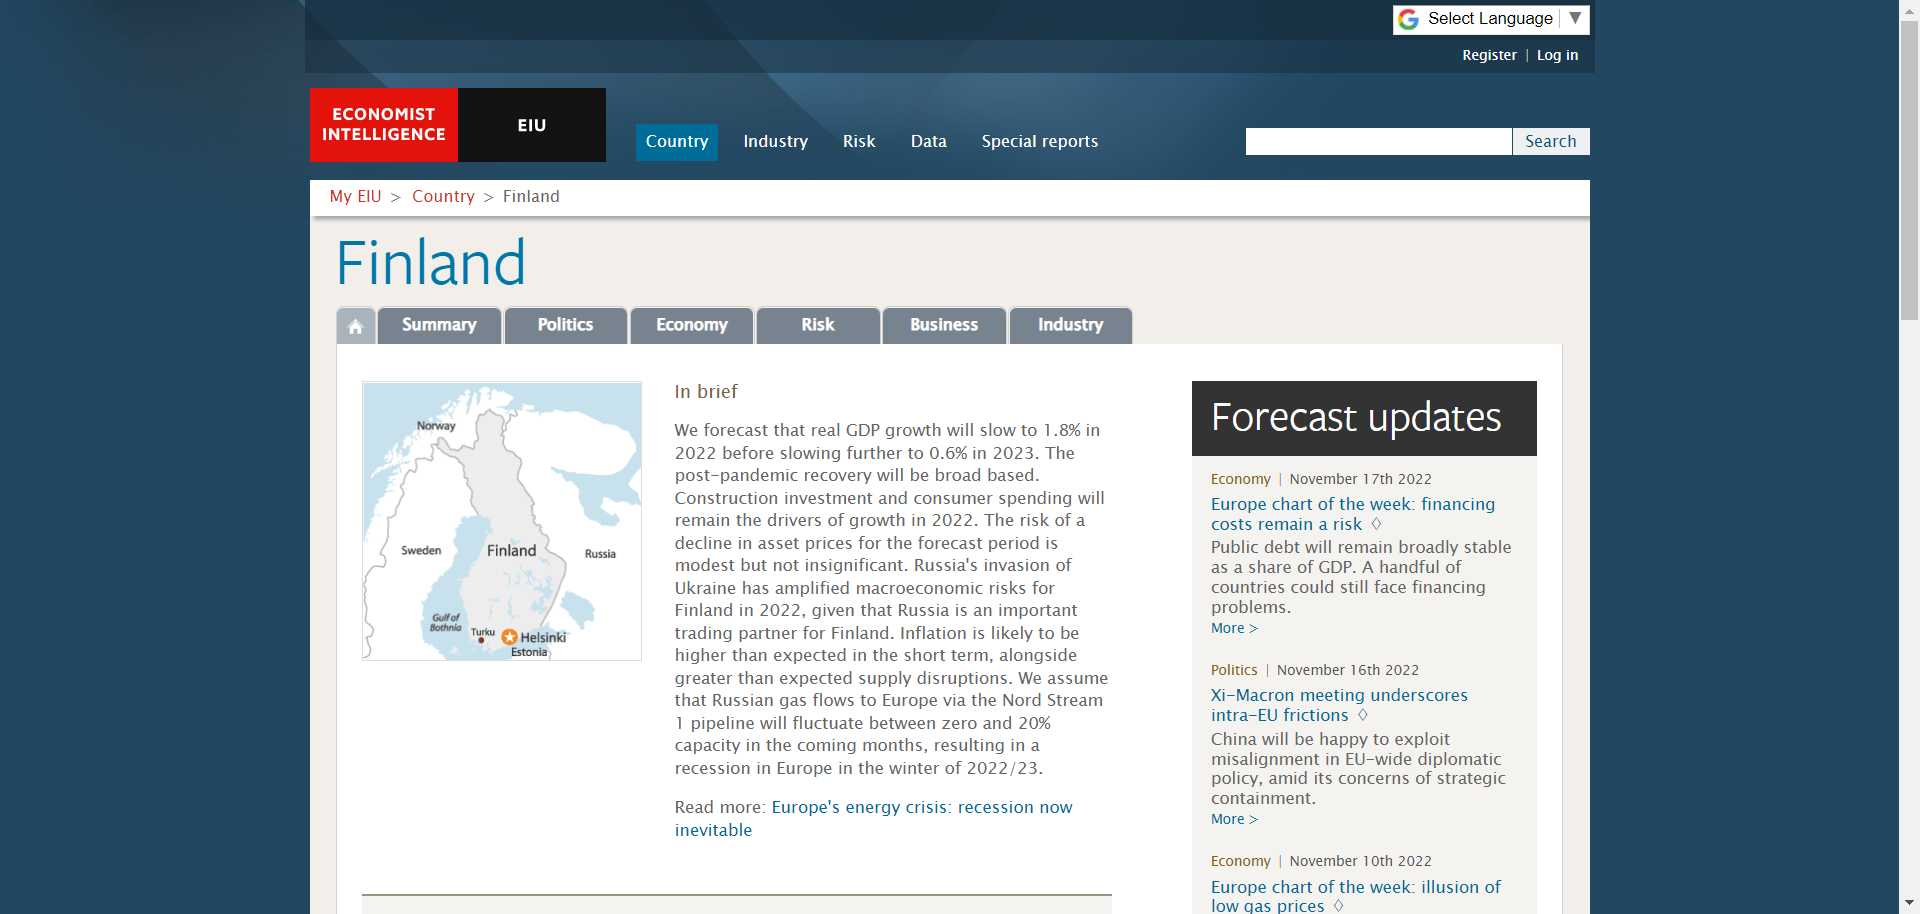 Select Language
Register | Log in
ECONOMIST
INTELLIGENCE
EIU
Country
Industry
Risk
Data
Special reports
Search
My EIU > Country > Finland
Finland
Summary
Politics
Economy
Risk
Business
Industry
Norway
Sweden
Finland
Russia
Gulf of
Bothnia
Turku
Helsinki
Estonia
In brief
We forecast that real GDP growth will slow to 1.8% in
2022 before slowing further to 0.6% in 2023. The
post-pandemic recovery will be broad based.
Construction investment and consumer spending will
remain the drivers of growth in 2022. The risk of a
decline in asset prices for the forecast period is
modest but not insignificant. Russia's invasion of
Ukraine has amplified macroeconomic risks for
Finland in 2022, given that Russia is an important
trading partner for Finland. Inflation is likely to be
higher than expected in the short term, alongside
greater than expected supply disruptions. We assume
that Russian gas flows to Europe via the Nord Stream
1 pipeline will fluctuate between zero and 20%
capacity in the coming months, resulting in a
recession in Europe in the winter of 2022/23.
Read more: Europe's energy crisis: recession now
inevitable
Forecast updates
Economy | November 17th 2022
Europe chart of the week: financing
costs remain a risk ◊
Public debt will remain broadly stable
as a share of GDP. A handful of
countries could still face financing
problems.
More >
Politics | November 16th 2022
Xi-Macron meeting underscores
intra-EU frictions ◊
China will be happy to exploit
misalignment in EU-wide diplomatic
policy, amid its concerns of strategic
containment.
More >
Economy | November 10th 2022
Europe chart of the week: illusion of
low gas prices ◊